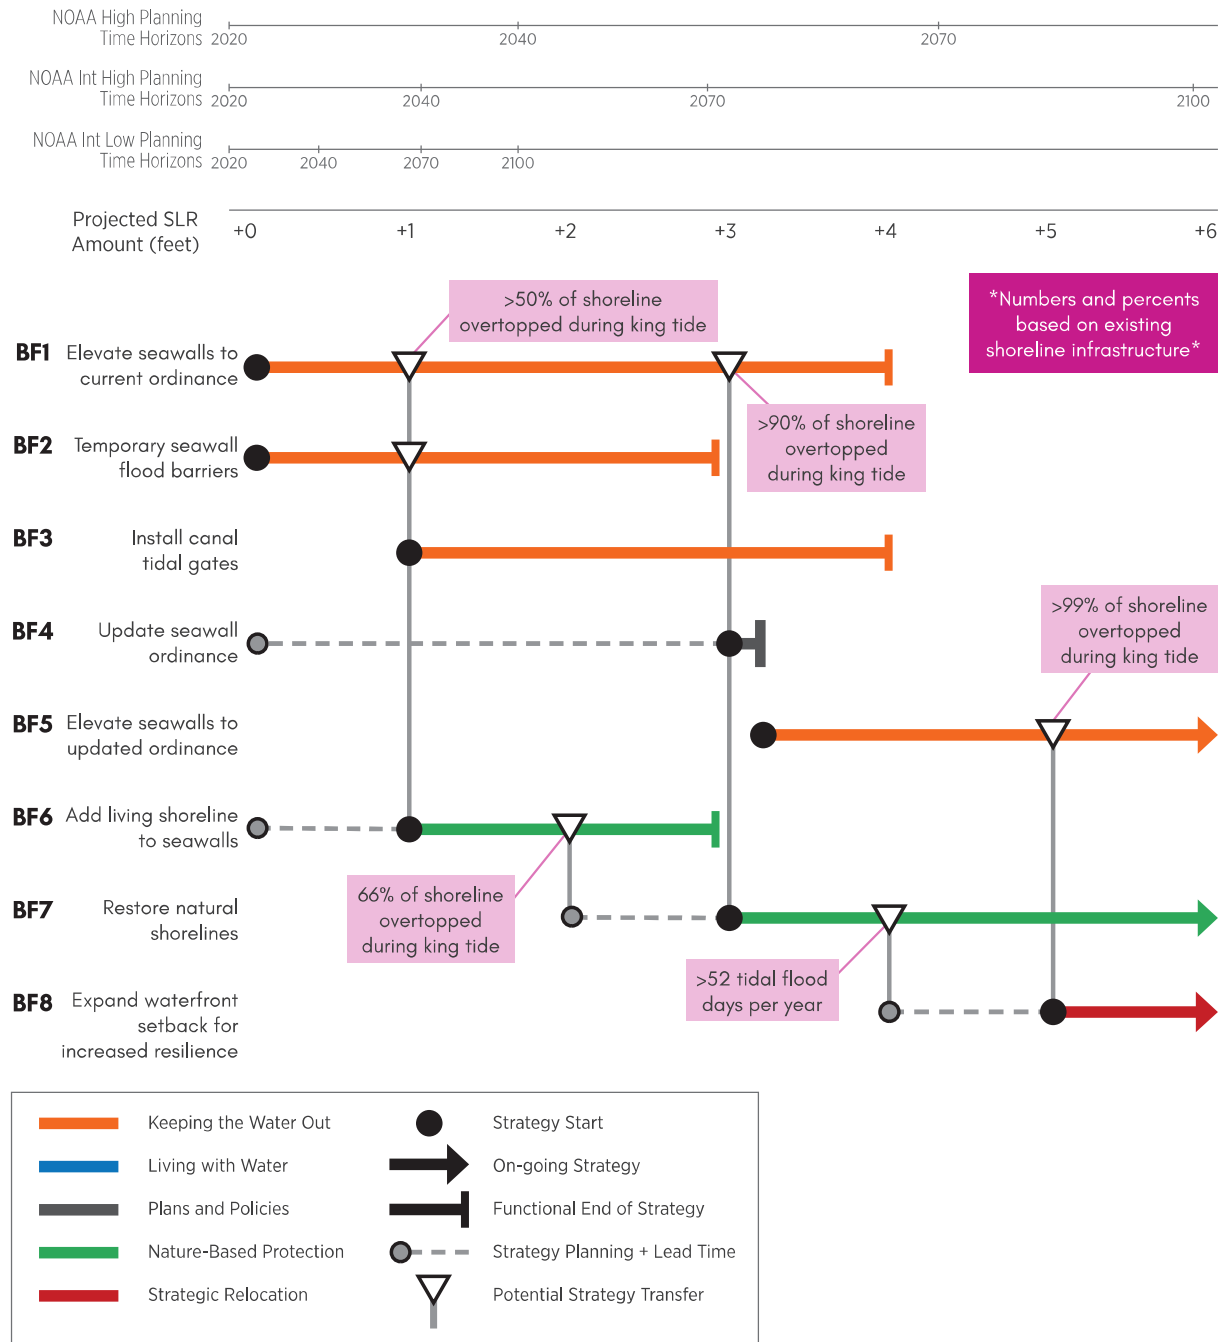 NOAA High Planning
Time Horizons
2020
2040
2070
NOAA Int High Planning
Time Horizons
2020
2040
2070
2100
NOAA Int Low Planning
Time Horizons
2020
2040
2070
2100
Projected SLR
Amount (feet)
+0
+1
+2
+3
+4
+5
+6
>50% of shoreline
overtopped during king tide
*Numbers and percents
based on existing
shoreline infrastructure*
BF1 Elevate seawalls to
current ordinance
>90% of shoreline
overtopped
during king tide
BF2 Temporary seawall
flood barriers
BF3 Install canal
tidal gates
>99% of shoreline
overtopped
during king tide
BF4 Update seawall
ordinance
BF5 Elevate seawalls to
updated ordinance
BF6 Add living shoreline
to seawalls
66% of shoreline
overtopped
during king tide
BF7 Restore natural
shorelines
>52 tidal flood
days per year
BF8 Expand waterfront
setback for
increased resilience
Keeping the Water Out
Living with Water
Plans and Policies
Nature-Based Protection
Strategic Relocation
Strategy Start
On-going Strategy
Functional End of Strategy
Strategy Planning + Lead Time
Potential Strategy Transfer